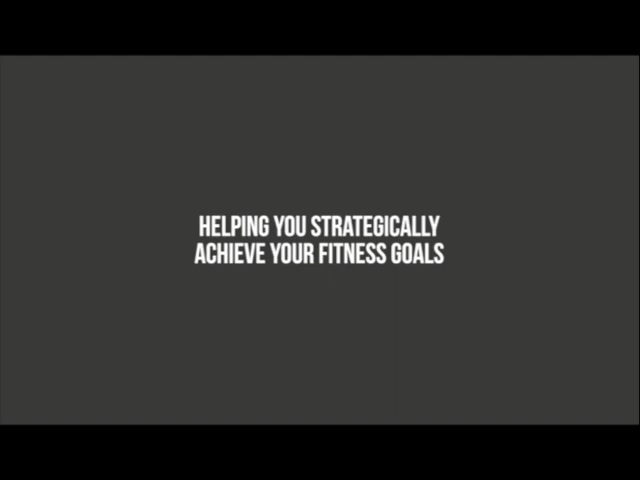 HELPING YOU STRATEGICALLY
ACHIEVE YOUR FITNESS GOALS